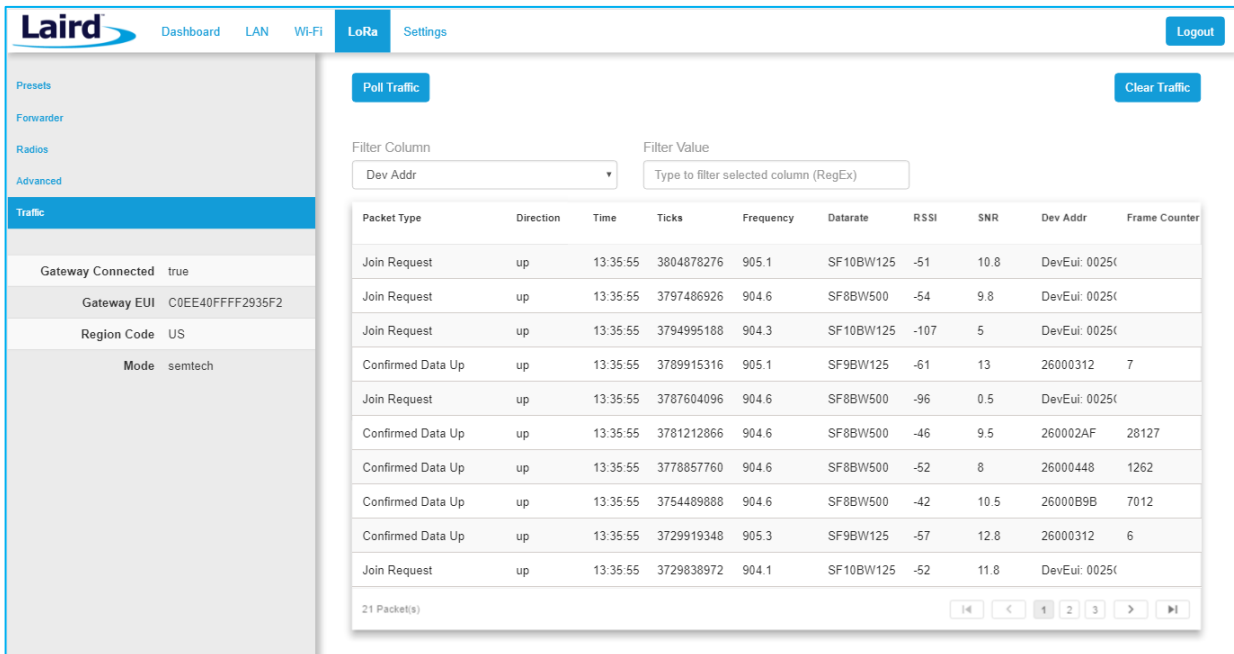 Laird Dashboard LAN Wi-Fi LoRa Settings Logout
Presets
Forwarder
Radios
Advanced
Traffic
Gateway Connected true
Gateway EUI C0EE40FFFF2935F2
Region Code US
Mode semtech
Poll Traffic Clear Traffic
Filter Column Filter Value
Dev Addr Type to filter selected column (RegEx)
Packet Type Direction Time Ticks Frequency Datarate RSSI SNR Dev Addr Frame Counter
Join Request up 13:35:55 3804878276 905.1 SF10BW125 -51 10.8 DevEui: 0025
Join Request up 13:35:55 3797486926 904.6 SF8BW500 -54 9.8 DevEui: 0025
Join Request up 13:35:55 3794995188 904.3 SF10BW125 -107 5 DevEui: 0025
Confirmed Data Up up 13:35:55 3789915316 905.1 SF9BW125 -61 13 26000312 7
Join Request up 13:35:55 3787604096 904.6 SF8BW500 -96 0.5 DevEui: 0025
Confirmed Data Up up 13:35:55 3781212866 904.6 SF8BW500 -46 9.5 260002AF 28127
Confirmed Data Up up 13:35:55 3778857760 904.6 SF8BW500 -52 8 26000448 1262
Confirmed Data Up up 13:35:55 3754489888 904.6 SF8BW500 -42 10.5 26000B9B 7012
Confirmed Data Up up 13:35:55 3729919348 905.3 SF9BW125 -57 12.8 26000312 6
Join Request up 13:35:55 3729838972 904.1 SF10BW125 -52 11.8 DevEui: 0025
21 Packet(s) 1 2 3